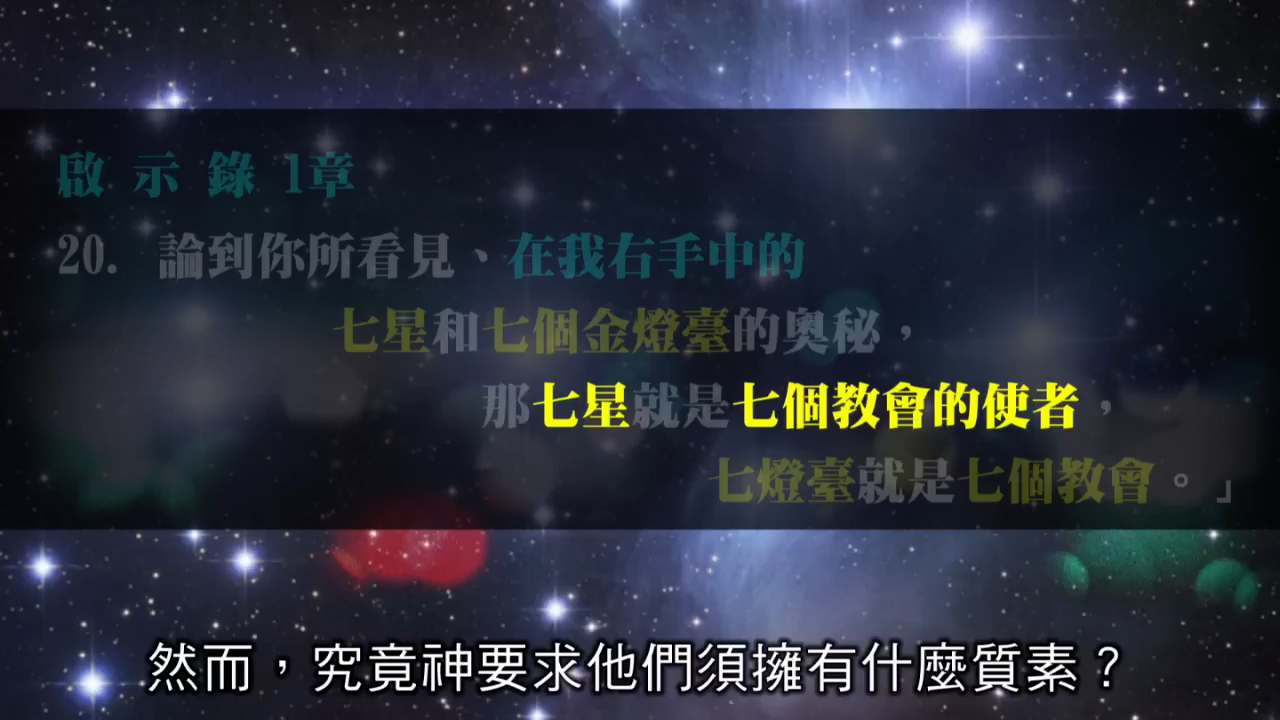 啟示錄 1章
20. 論到你所看見、在我右手中的
七星和七個金燈臺的奧秘，
那七星就是七個教會的使者，
七燈臺就是七個教會。」
然而，究竟神要求他們須擁有什麼質素？